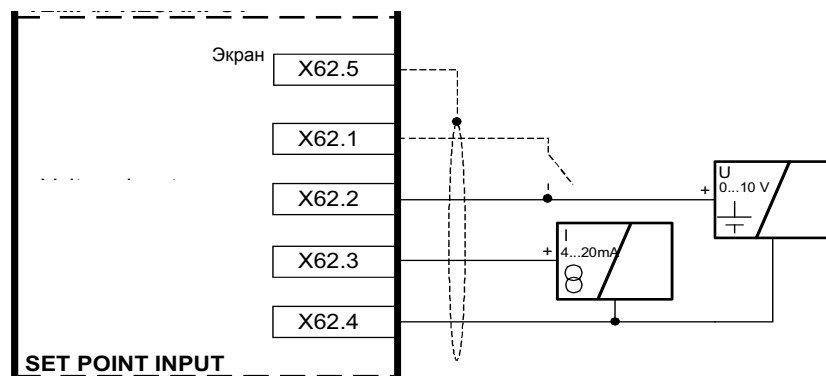 Экран
X62.5
X62.1
U
0...10 V
+
X62.2
I
+
4...20mA
X62.3
X62.4
SET POINT INPUT